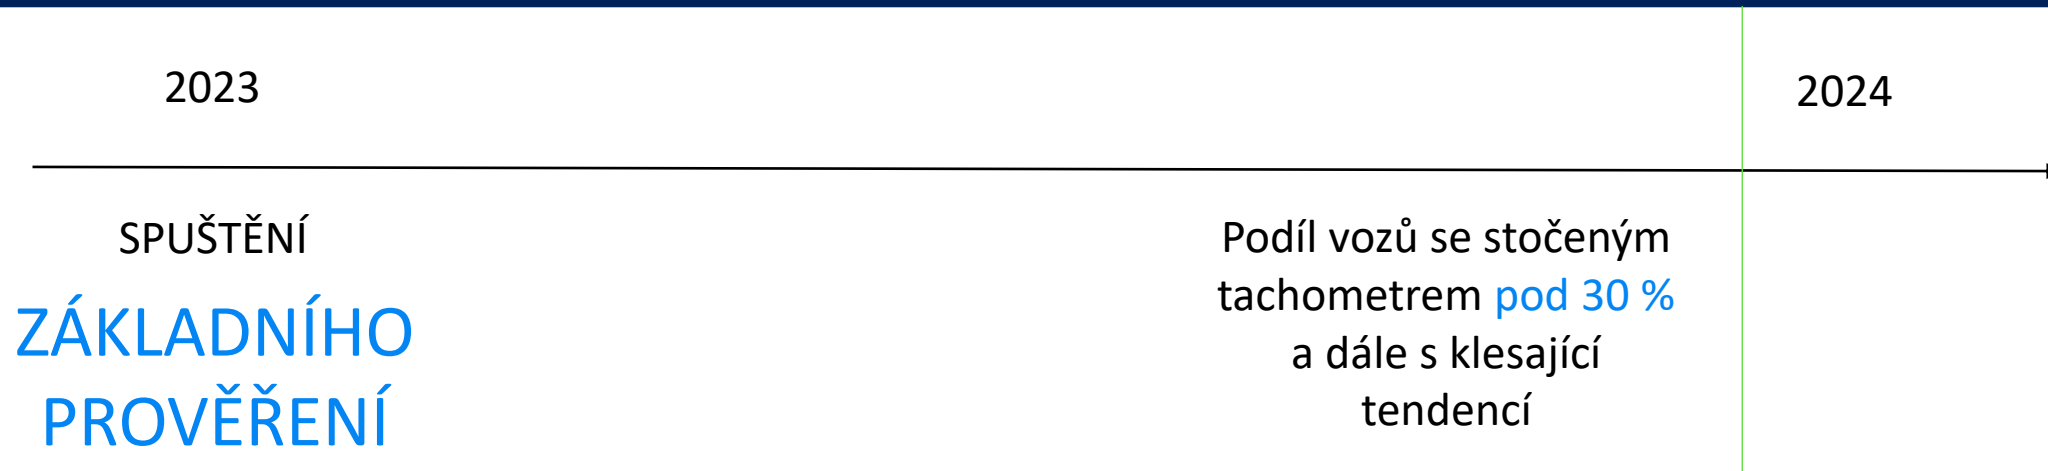 2023
2024
SPUŠTĚNÍ
ZÁKLADNÍHO
PROVĚŘENÍ
Podíl vozů se stočeným
tachometrem pod 30 %
a dále s klesající
tendencí